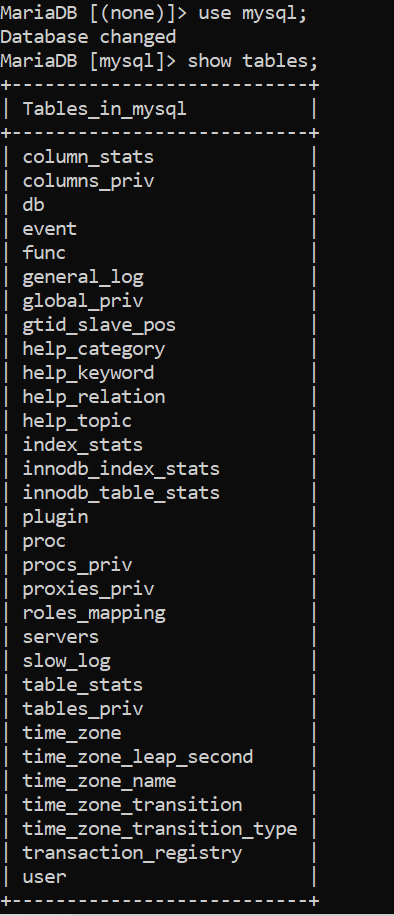 MariaDB [(none)]> use mysql;
Database changed
MariaDB [mysql]> show tables;
+---------------------------+
| Tables_in_mysql           |
+---------------------------+
| column_stats              |
| columns_priv              |
| db                        |
| event                     |
| func                      |
| general_log               |
| global_priv               |
| gtid_slave_pos            |
| help_category             |
| help_keyword              |
| help_relation             |
| help_topic                |
| index_stats               |
| innodb_index_stats        |
| innodb_table_stats        |
| plugin                    |
| proc                      |
| procs_priv                |
| proxies_priv              |
| roles_mapping             |
| servers                   |
| slow_log                  |
| table_stats               |
| tables_priv               |
| time_zone                 |
| time_zone_leap_second     |
| time_zone_name            |
| time_zone_transition      |
| time_zone_transition_type |
| transaction_registry      |
| user                      |
+---------------------------+